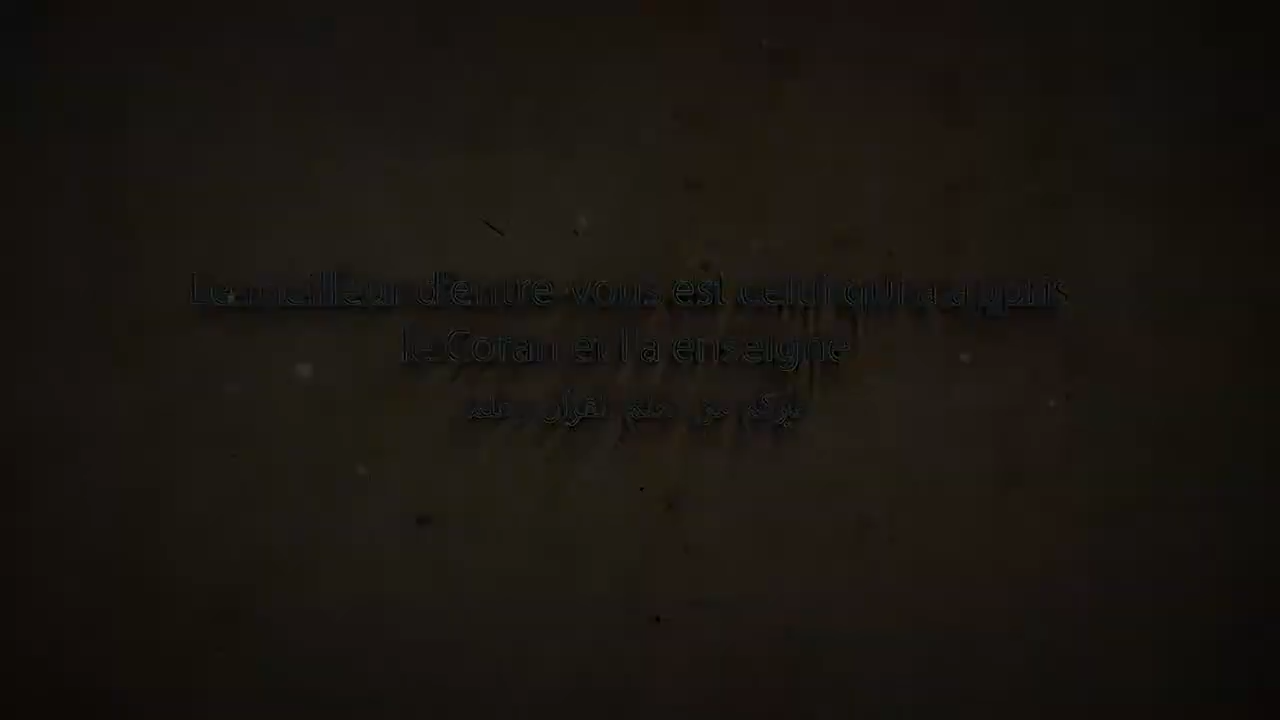 Le meilleur d'entre vous est celui qui a appris
le Coran et l'a enseigné
خيركم من تعلم القرآن وعلمه